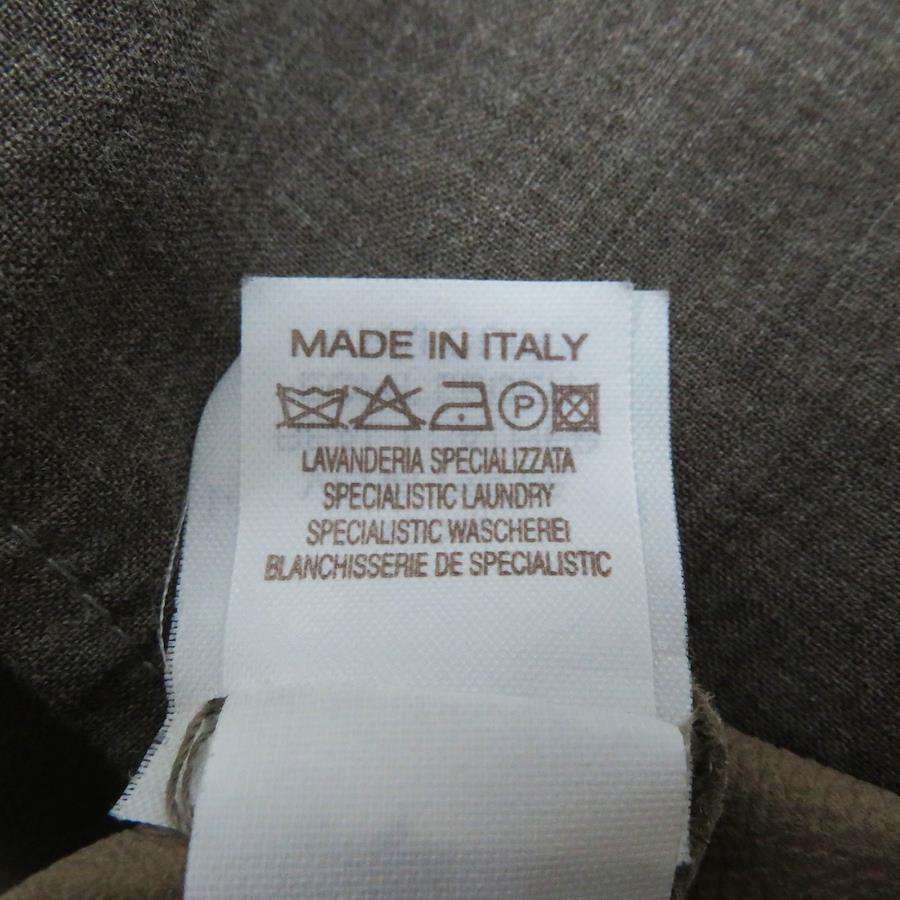 MADE IN ITALY
P
LAVANDERIA SPECIALIZZATA
SPECIALISTIC LAUNDRY
SPECIALISTIC WASCHEREI
BLANCHISSERIE DE SPECIALISTIC